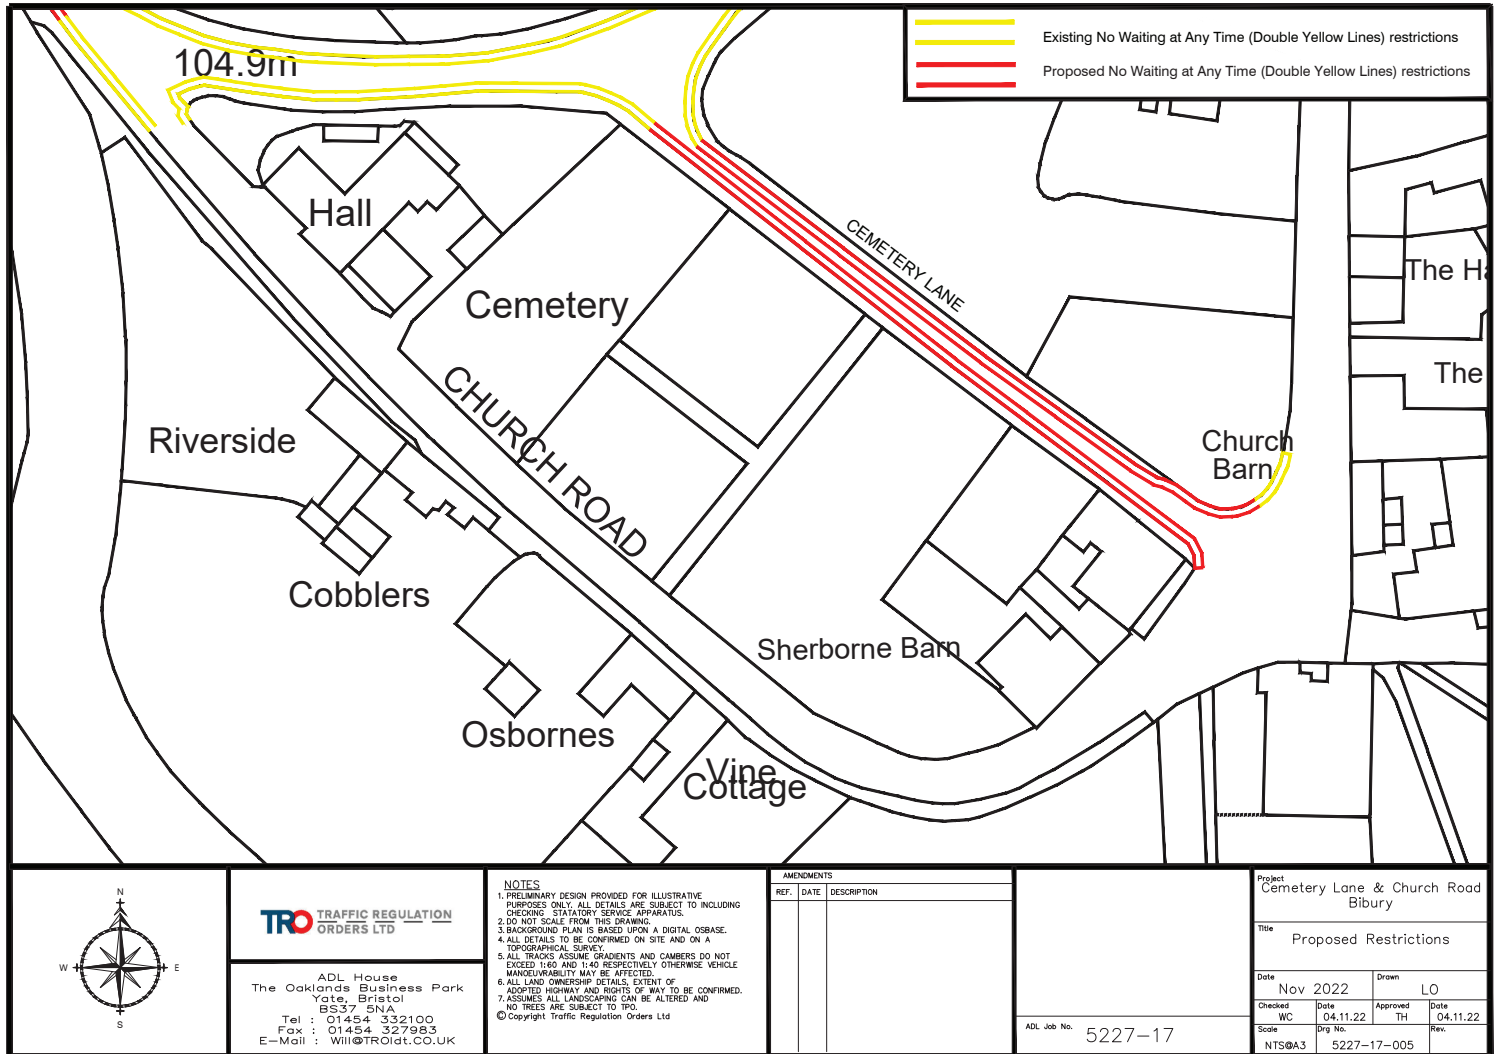 Existing No Waiting at Any Time (Double Yellow Lines) restrictions
Proposed No Waiting at Any Time (Double Yellow Lines) restrictions
104.9m
Hall
Cemetery
CEMETERY LANE
CHURCH ROAD
The Ha
The
Church
Barn
Riverside
Cobblers
Sherborne Barn
Osbornes
Vine
Cottage
N
W
E
S
TRO TRAFFIC REGULATION
ORDERS LTD
ADL House
The Oaklands Business Park
Yate, Bristol
BS37 5NA
Tel : 01454 332100
Fax : 01454 327983
E-Mail : Will@TROldt.CO.UK
NOTES
1. PRELIMINARY DESIGN PROVIDED FOR ILLUSTRATIVE
PURPOSES ONLY. ALL DETAILS ARE SUBJECT TO INCLUDING
CHECKING STATATORY SERVICE APPARATUS.
2. DO NOT SCALE FROM THIS DRAWING.
3. BACKGROUND PLAN IS BASED UPON A DIGITAL OSBASE.
4. ALL DETAILS TO BE CONFIRMED ON SITE AND ON A
TOPOGRAPHICAL SURVEY.
5. ALL TRACKS ASSUME GRADIENTS AND CAMBERS DO NOT
EXCEED 1:60 AND 1:40 RESPECTIVELY OTHERWISE VEHICLE
MANOEUVRABILITY MAY BE AFFECTED.
6. ALL LAND OWNERSHIP DETAILS, EXTENT OF
ADOPTED HIGHWAY AND RIGHTS OF WAY TO BE CONFIRMED.
7. ASSUMES ALL LANDSCAPING CAN BE ALTERED AND
NO TREES ARE SUBJECT TO TPO.
© Copyright Traffic Regulation Orders Ltd
AMENDMENTS
REF. DATE DESCRIPTION
ADL Job No. 5227-17
Project
Cemetery Lane & Church Road
Bibury
Title
Proposed Restrictions
Date Drawn
Nov 2022 LO
Checked Date Approved Date
WC 04.11.22 TH 04.11.22
Scale Drg No. Rev.
NTS@A3 5227-17-005